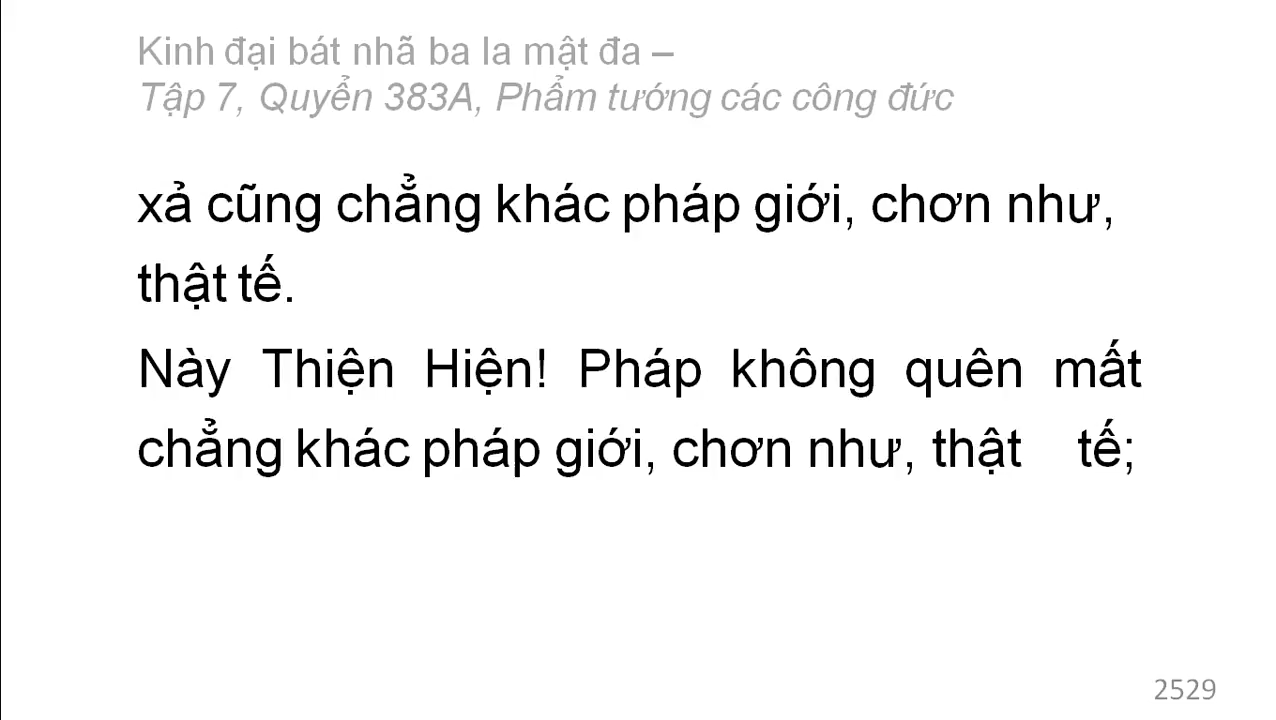 Kinh đại bát nhã ba la mật đa –
Tập 7, Quyển 383A, Phẩm tướng các công đức
xả cũng chẳng khác pháp giới, chơn như,
thật tế.
Này Thiện Hiện! Pháp không quên mất
chẳng khác pháp giới, chơn như, thật tế;
2529